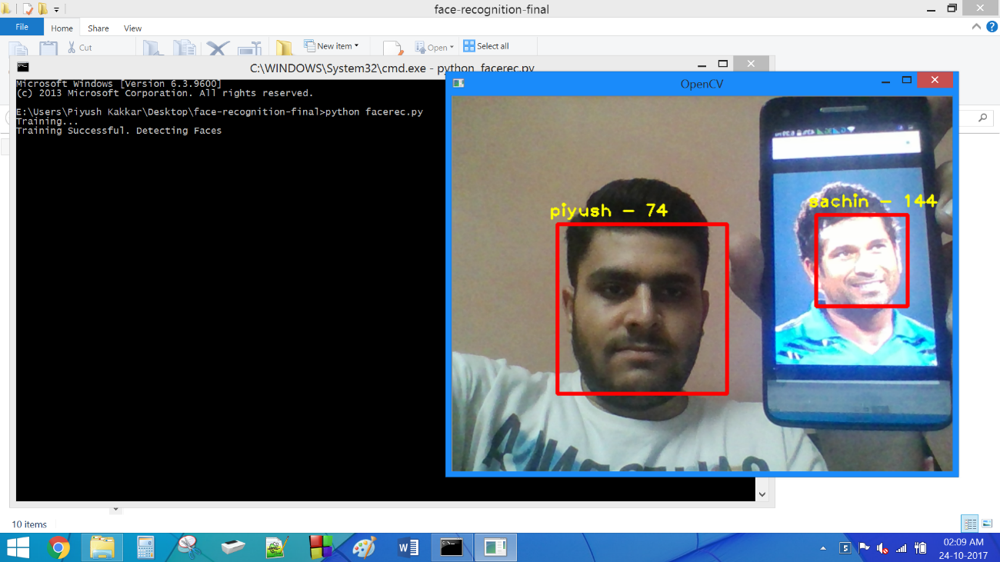 face-recognition-final
File Home Share View
Cut
New item
Open
Select all
C:\WINDOWS\System32\cmd.exe - python facerec.py
Microsoft Windows [Version 6.3.9600]
(c) 2013 Microsoft Corporation. All rights reserved.
E:\Users\Piyush Kakkar\Desktop\face-recognition-final>python facerec.py
Training...
Training Successful. Detecting Faces
OpenCV
piyush - 74
sachin - 144
10 items
02:09 AM
24-10-2017